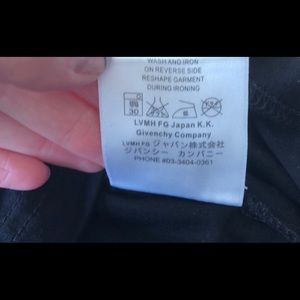 WASH AND IRON
ON REVERSE SIDE
RESHAPE GARMENT
DURING IRONING
30
LVMH FG Japan K.K.
Givenchy Company
LVMH FG ジャパン株式会社
ジバンシー カンパニー
PHONE #03-3404-0361